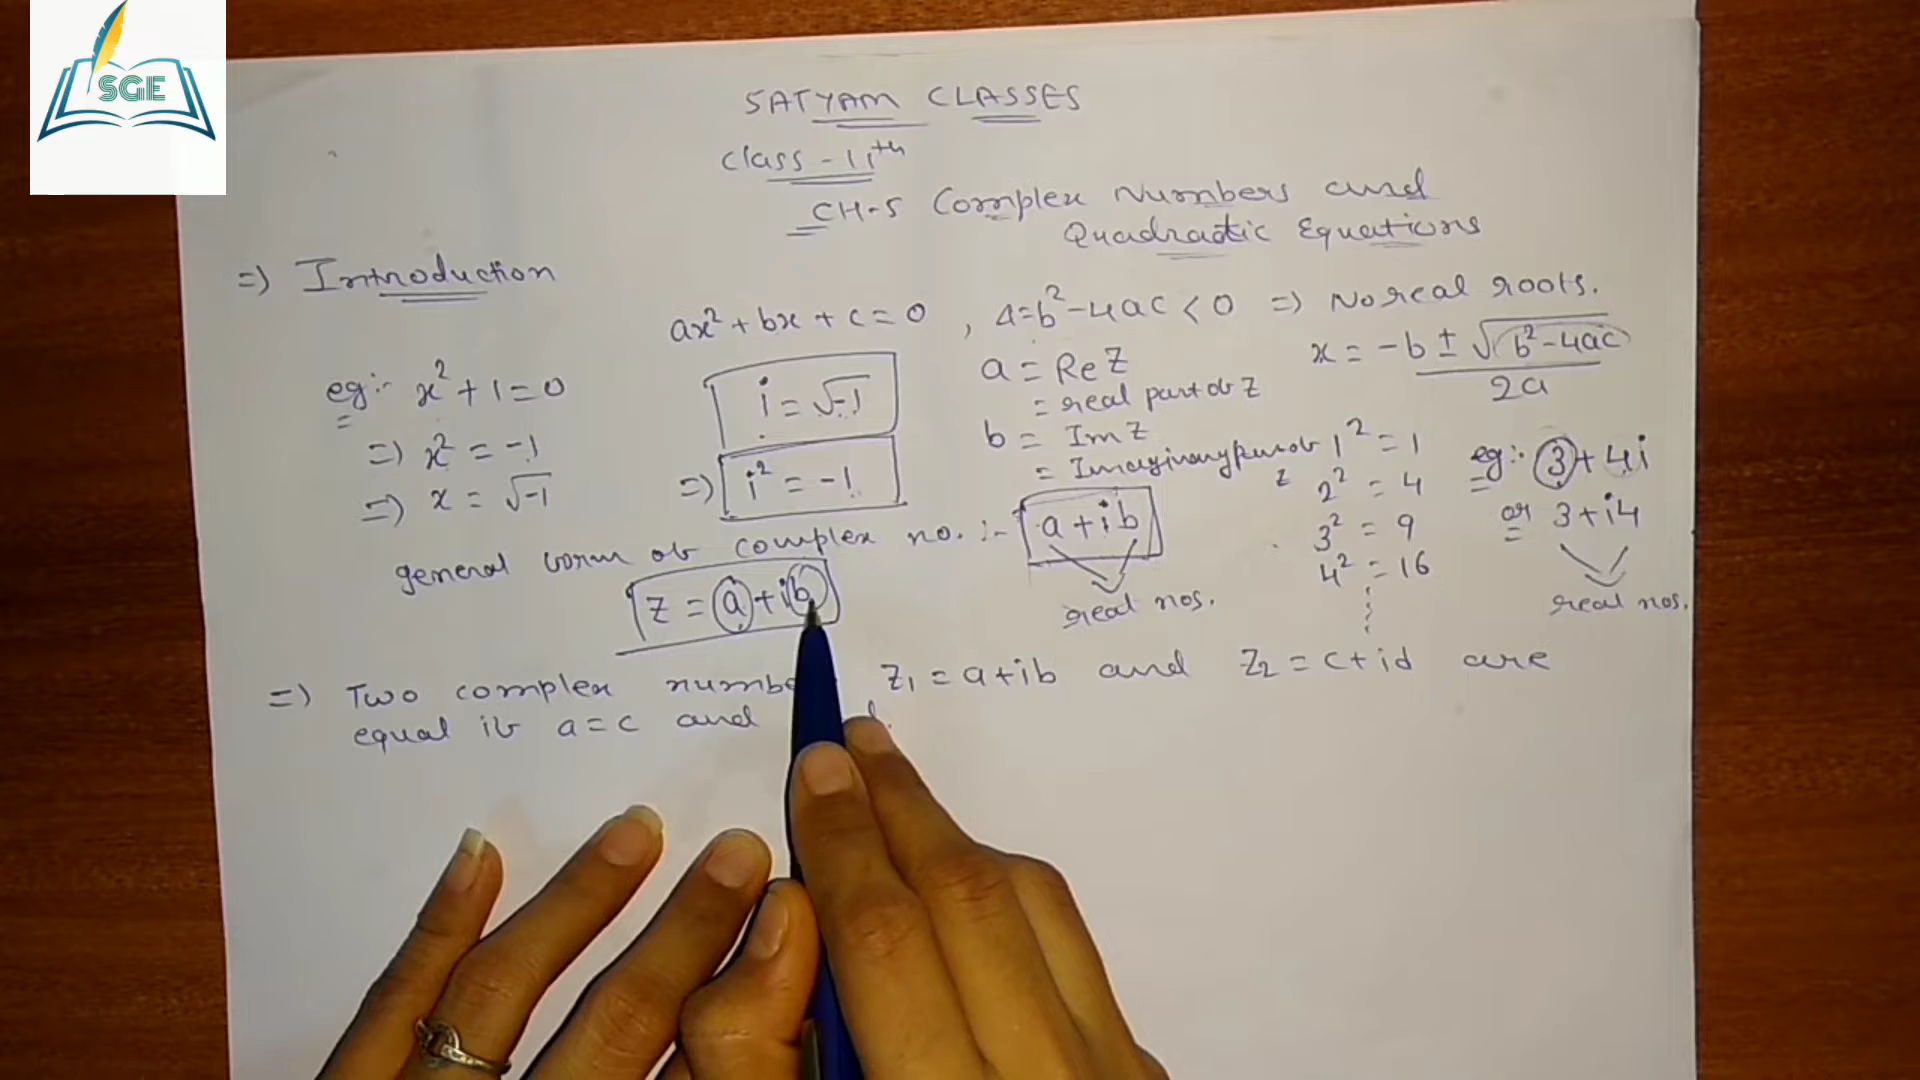 SGE
SATYAM CLASSES
Class - 11th
CH-5 Complex Numbers and
Quadratic Equations
=> Introduction
ax² + bx + c = 0 , Δ=b²-4ac < 0 => No real roots.
x = -b ± √b²-4ac
2a
eg:- x² + 1 = 0
=> x² = -1
=> x = √-1
i = √-1
=> i² = -1
a = Re Z
= real part of Z
b = Im Z
= Imaginary part of
Z
1² = 1
2² = 4
3² = 9
4² = 16
eg:- 3 + 4i
or 3 + i4
real nos.
general form of complex no. :- a + ib
real nos.
Z = a + ib
=> Two complex number Z₁ = a+ib and Z₂ = c+id are
equal if a=c and